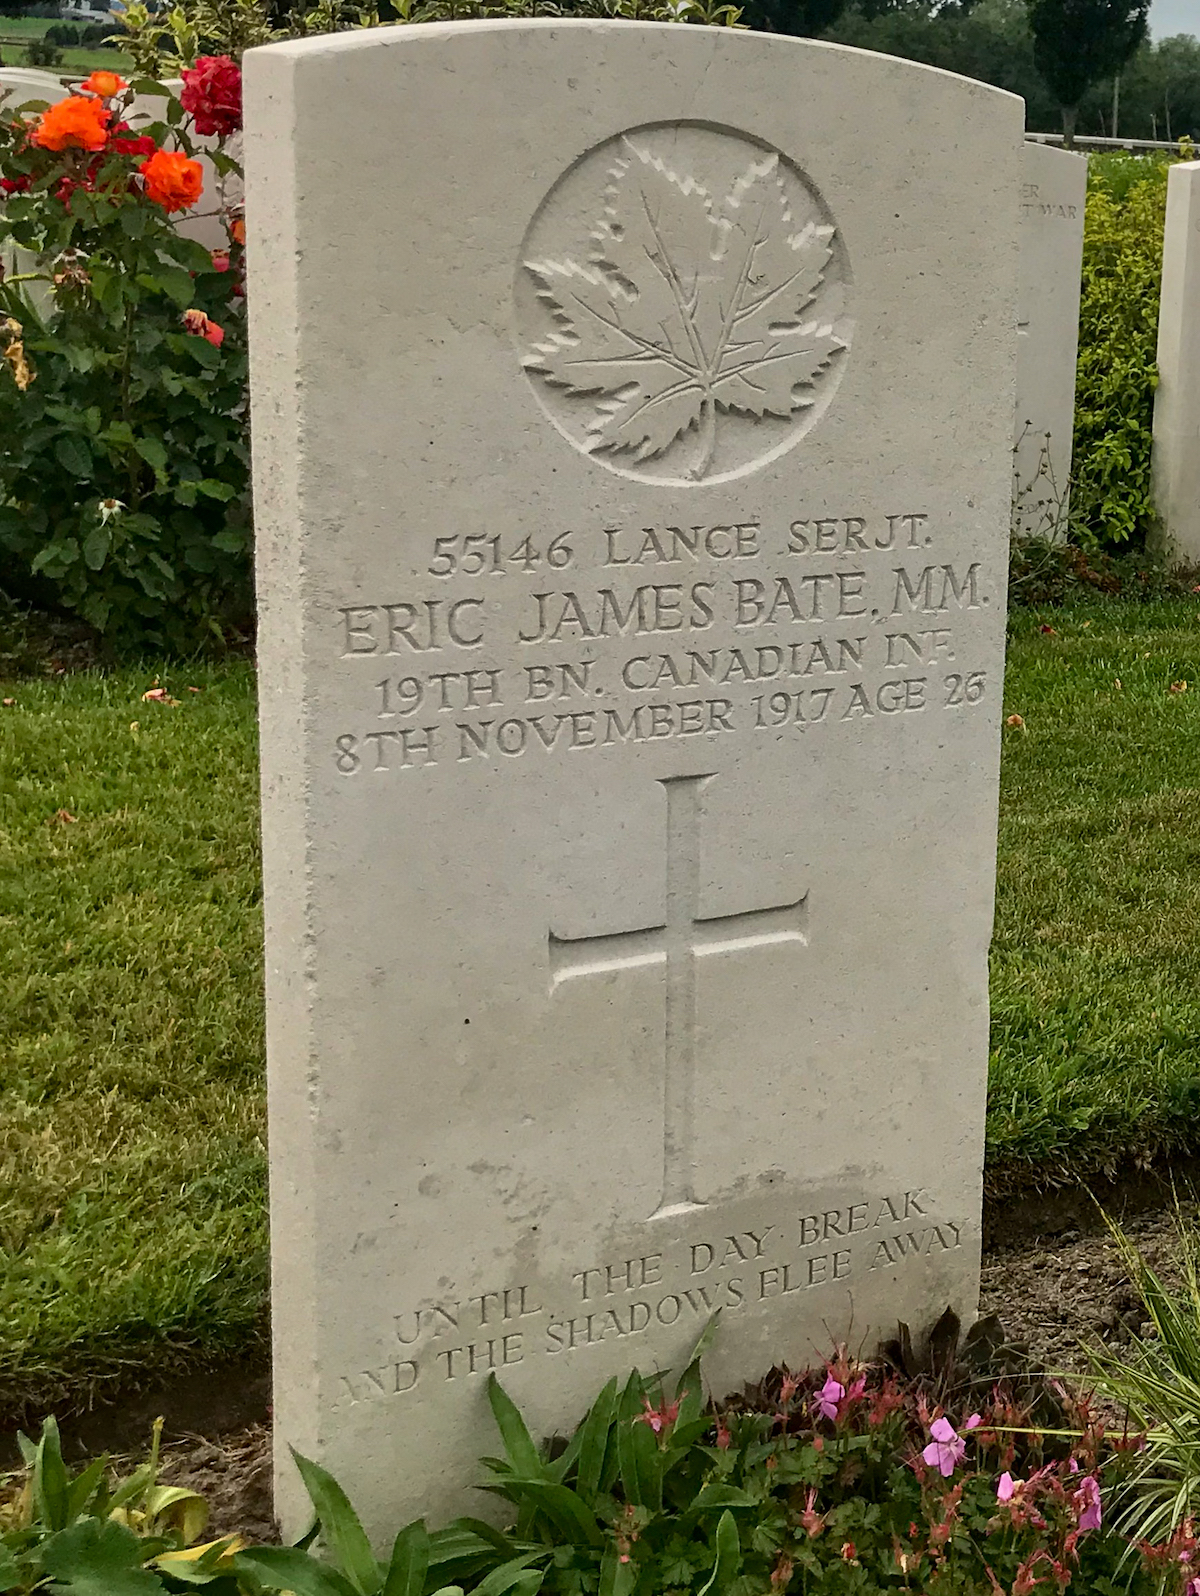 55146 LANCE SERJT.
ERIC JAMES BATE, MM.
19TH BN. CANADIAN INF.
8TH NOVEMBER 1917 AGE 26
UNTIL THE DAY BREAK
AND THE SHADOWS FLEE AWAY
WAR